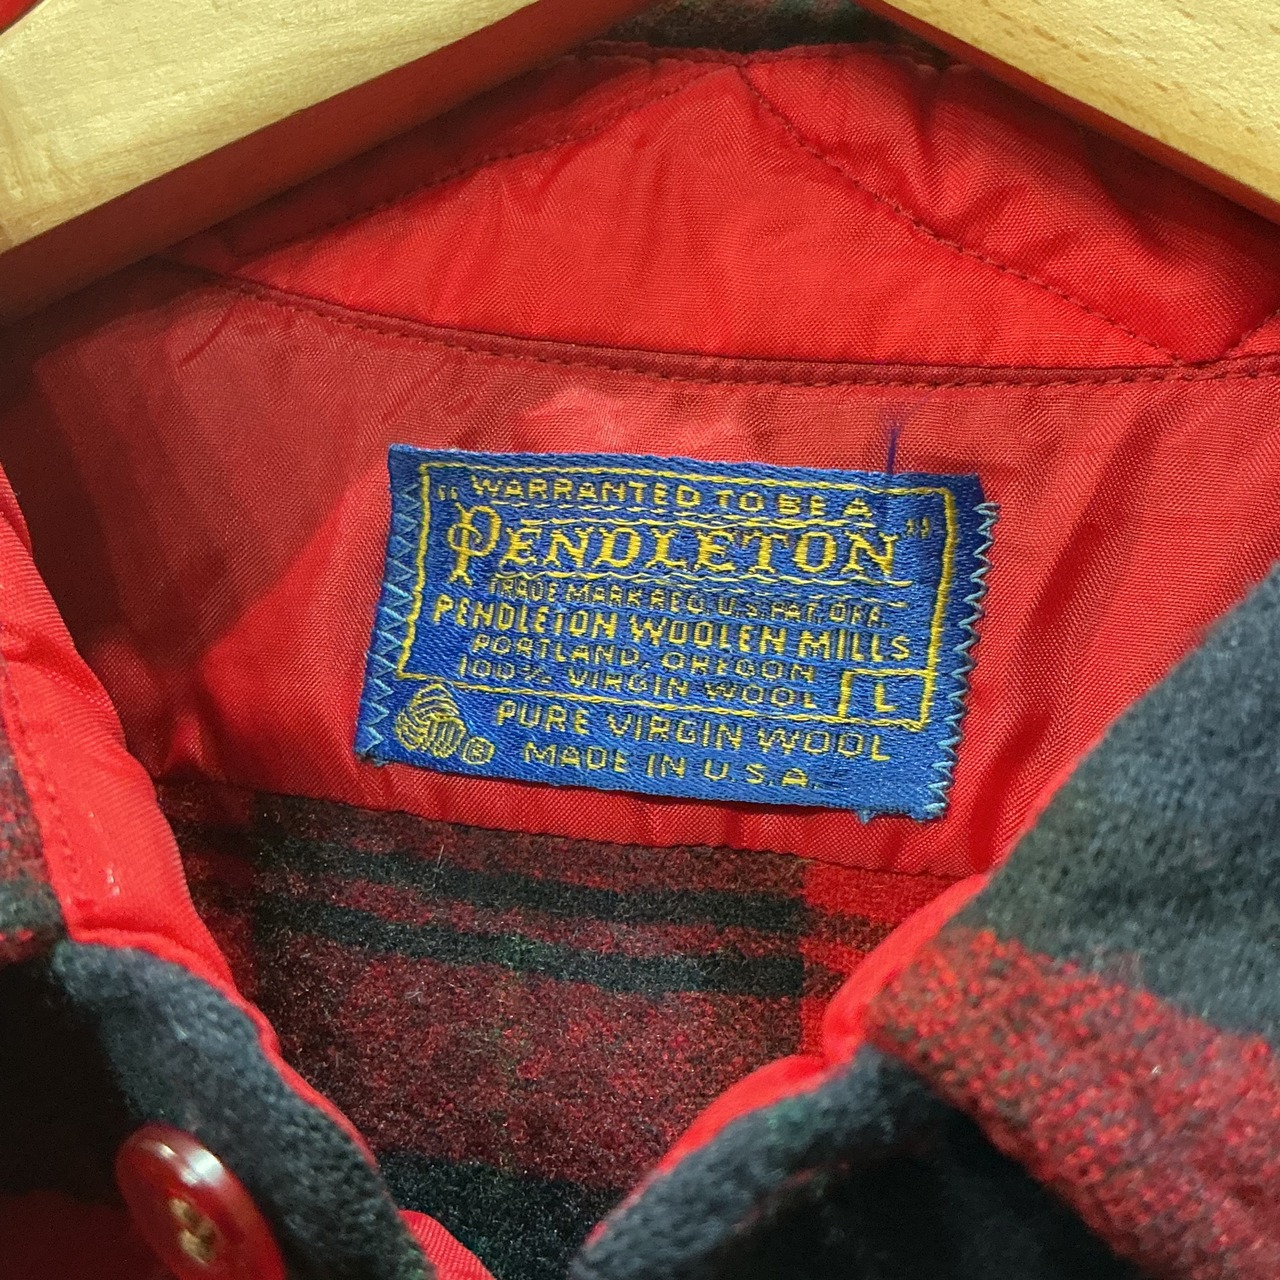 "WARRANTED TO BE A
PENDLETON"
TRADE MARK REG. U.S. PAT. OFF.
PENDLETON WOOLEN MILLS
PORTLAND, OREGON
100% VIRGIN WOOL L
PURE VIRGIN WOOL
® MADE IN U.S.A.